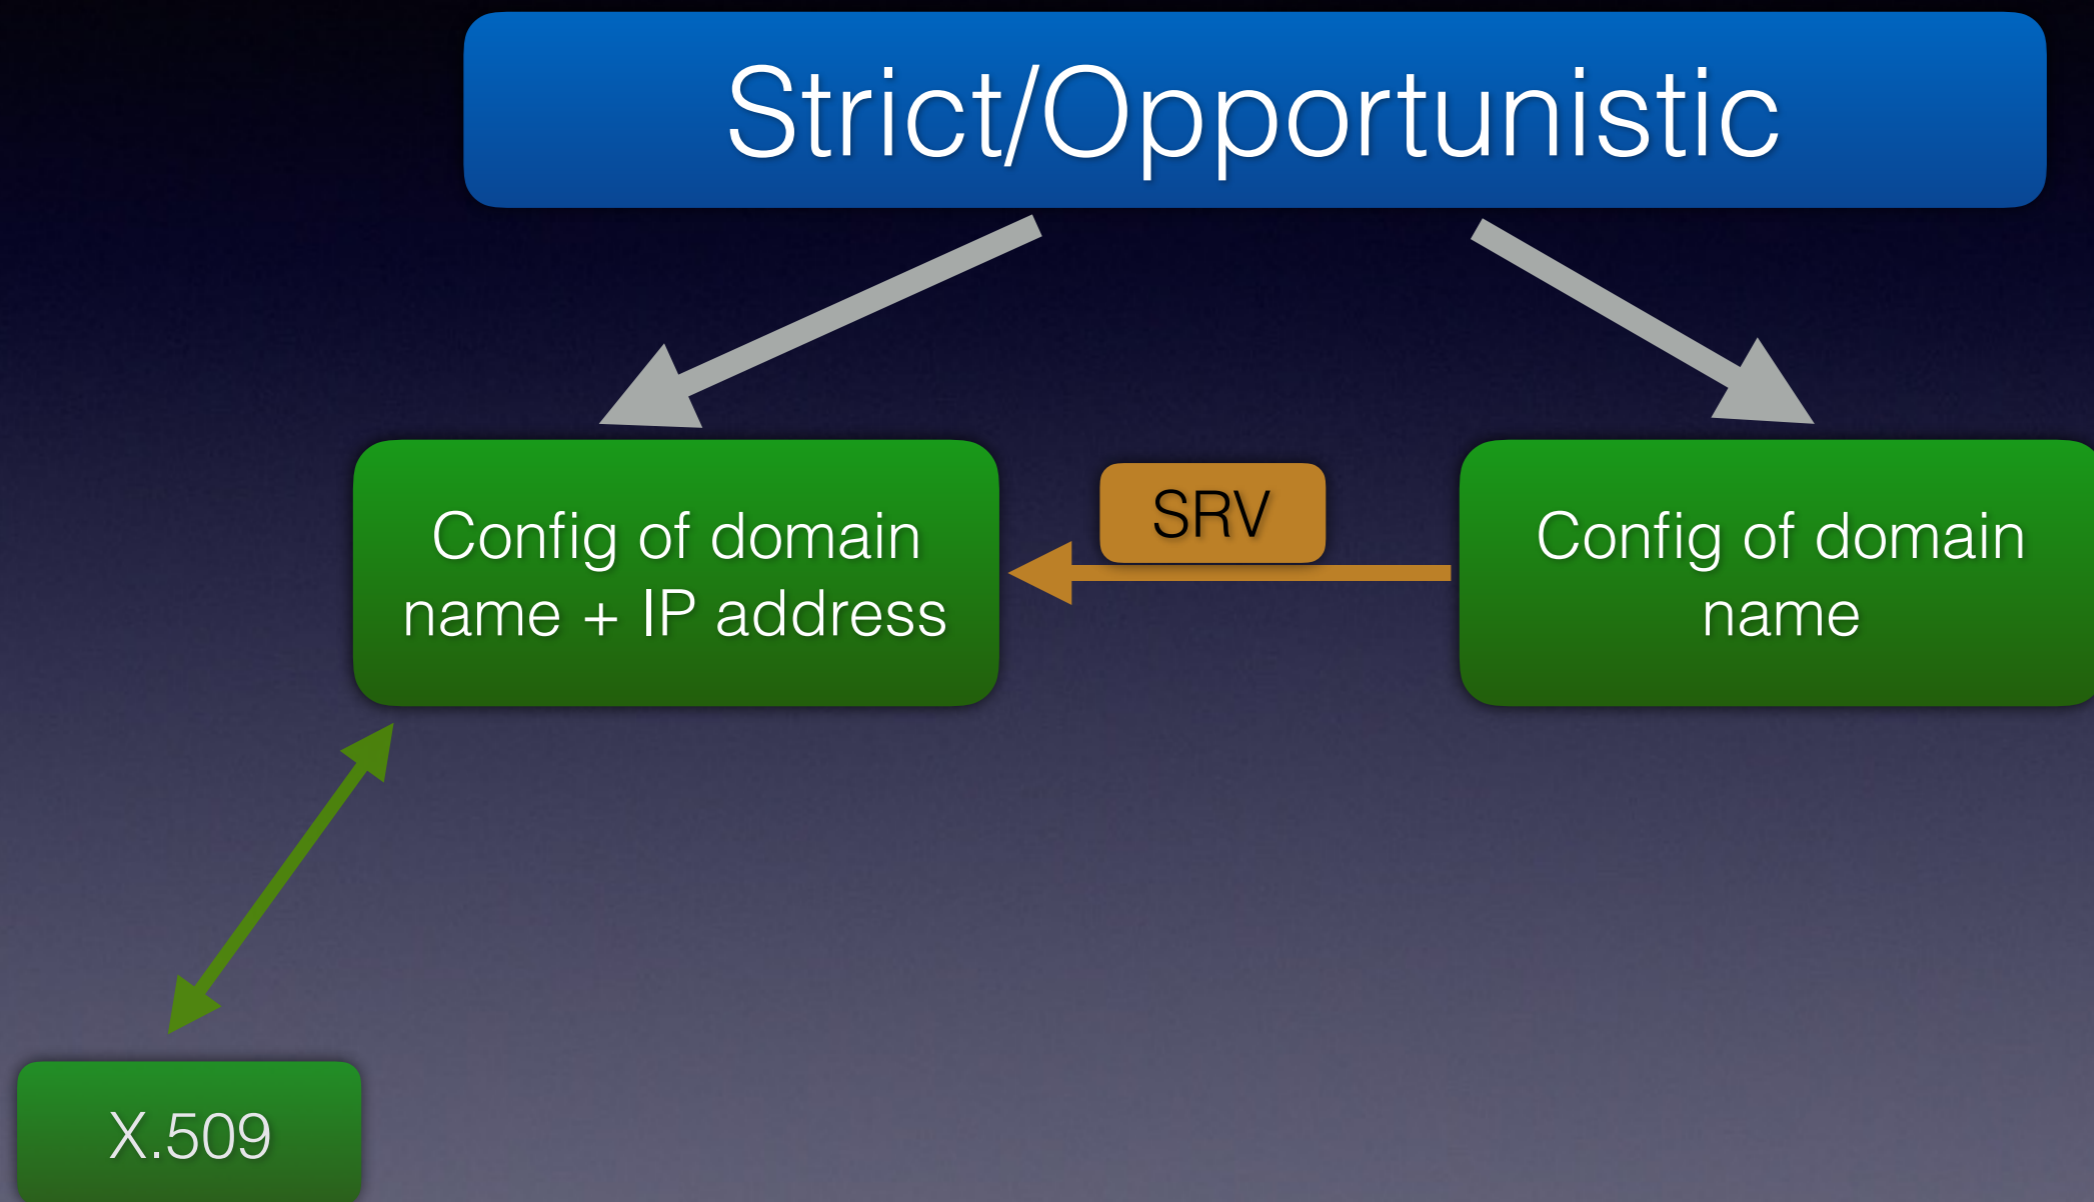 Strict/Opportunistic
Config of domain
name + IP address
SRV
Config of domain
name
X.509